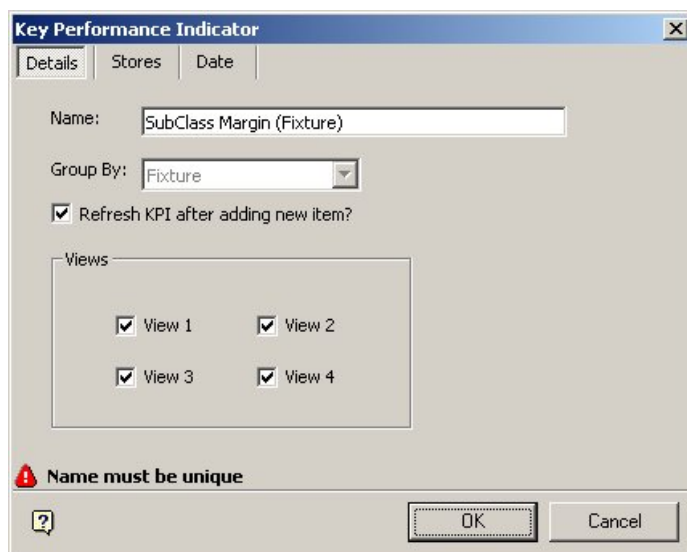 Key Performance Indicator
Details Stores Date
Name: SubClass Margin (Fixture)
Group By: Fixture
Refresh KPI after adding new item?
Views
View 1 View 2
View 3 View 4
Name must be unique
OK Cancel